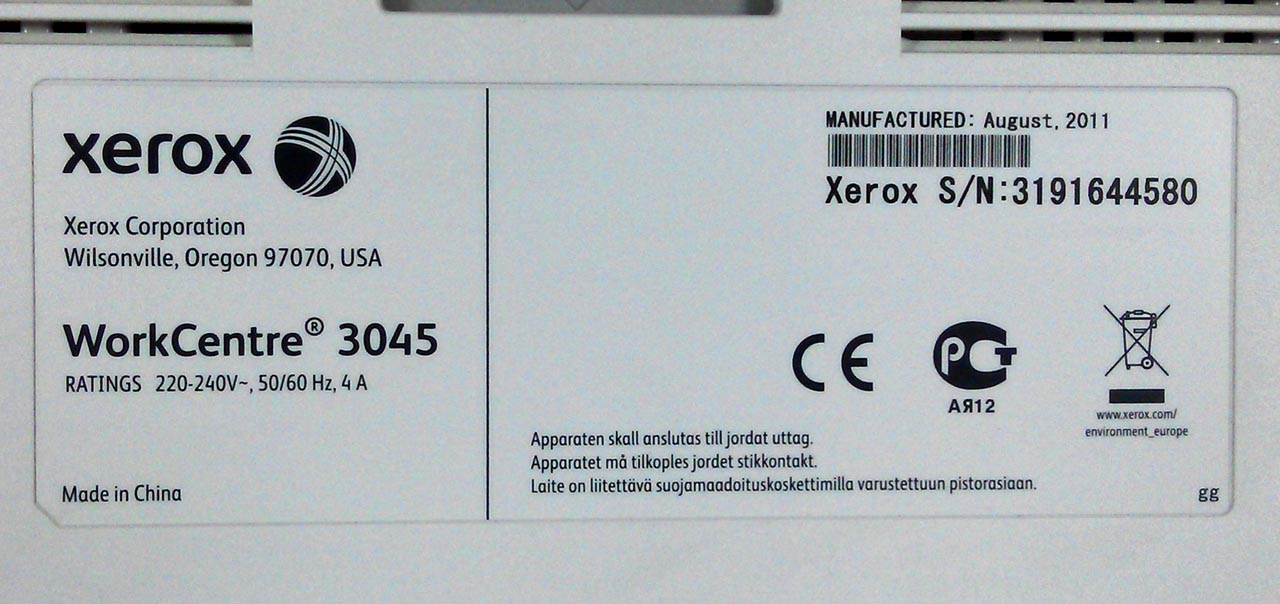 xerox
Xerox Corporation
Wilsonville, Oregon 97070, USA
WorkCentre® 3045
RATINGS 220-240V~, 50/60 Hz, 4 A
Made in China
MANUFACTURED: August, 2011
Xerox S/N:3191644580
CE
РСТ
АЯ12
www.xerox.com/
environment_europe
Apparaten skall anslutas till jordat uttag.
Apparatet må tilkoples jordet stikkontakt.
Laite on liitettävä suojamaadoituskoskettimilla varustettuun pistorasiaan.
gg